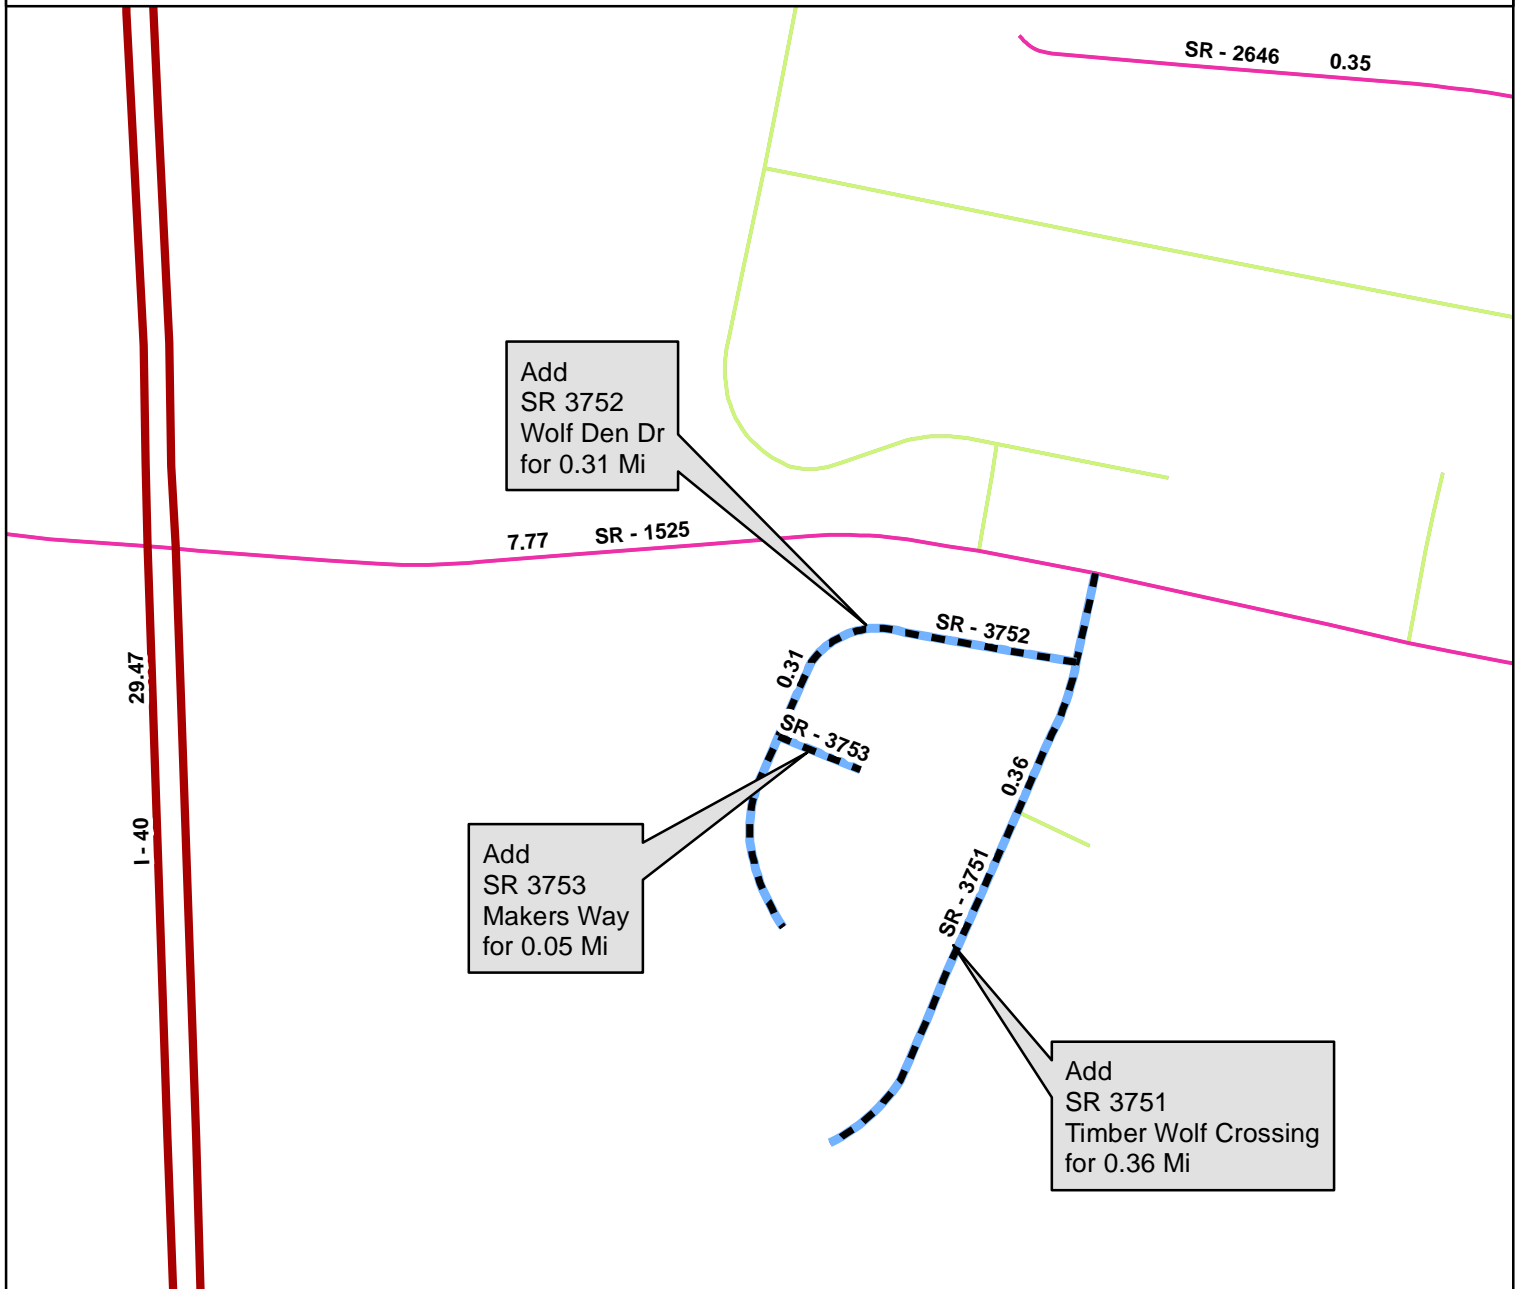 SR - 2646 0.35
Add
SR 3752
Wolf Den Dr
for 0.31 Mi
7.77 SR - 1525
SR - 3752
0.31
29.47
SR - 3753
0.36
I - 40
Add
SR 3753
Makers Way
for 0.05 Mi
SR - 3751
Add
SR 3751
Timber Wolf Crossing
for 0.36 Mi